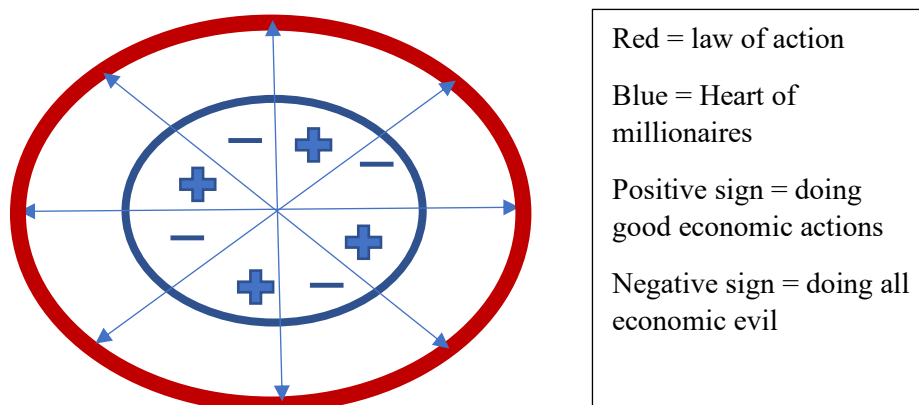 Red = law of action
Blue = Heart of
millionaires
Positive sign = doing
good economic actions
Negative sign = doing all
economic evil